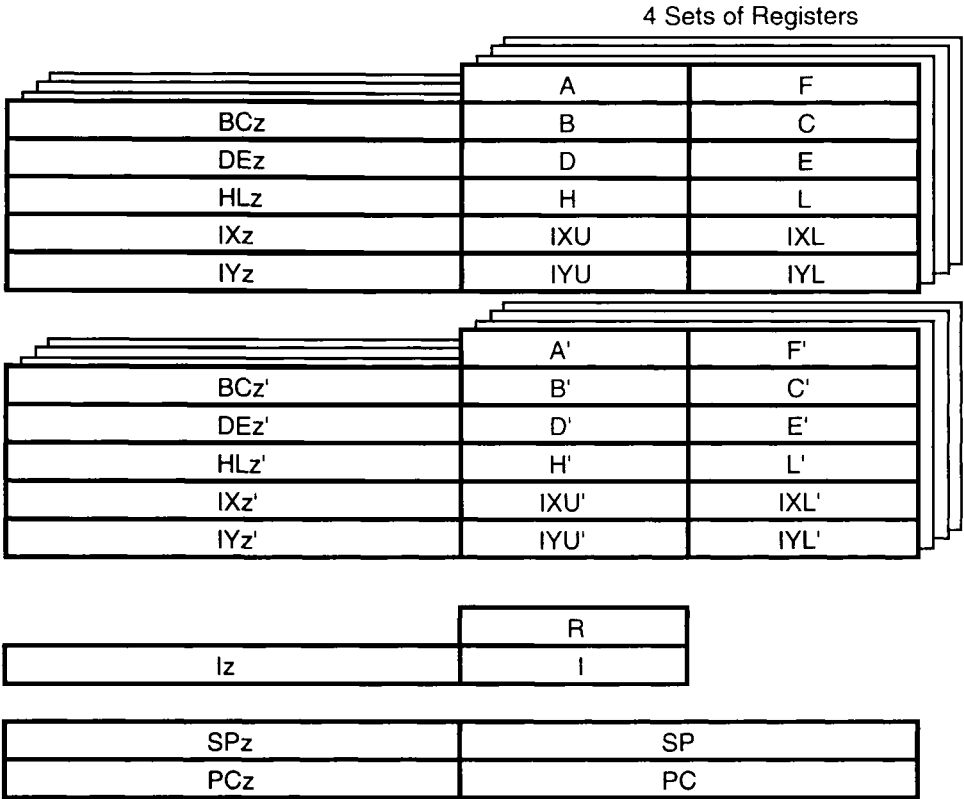 4 Sets of Registers
A F
BCz B C
DEz D E
HLz H L
IXz IXU IXL
IYz IYU IYL
A' F'
BCz' B' C'
DEz' D' E'
HLz' H' L'
IXz' IXU' IXL'
IYz' IYU' IYL'
R
Iz I
SPz SP
PCz PC